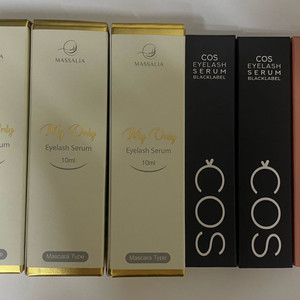 MASSALIA
My Only
Eyelash Serum
10ml
Mascara Type
MASSALIA
My Only
Eyelash Serum
10ml
Mascara Type
COS
EYELASH
SERUM
BLACKLABEL
COS
COS
EYELASH
SERUM
BLACKLABEL
COS